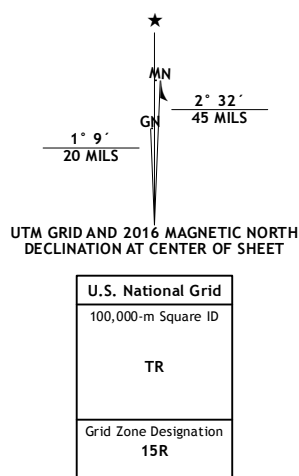 ★
MN
GN
2° 32´
45 MILS
1° 9´
20 MILS
UTM GRID AND 2016 MAGNETIC NORTH
DECLINATION AT CENTER OF SHEET
U.S. National Grid
100,000-m Square ID
TR
Grid Zone Designation
15R